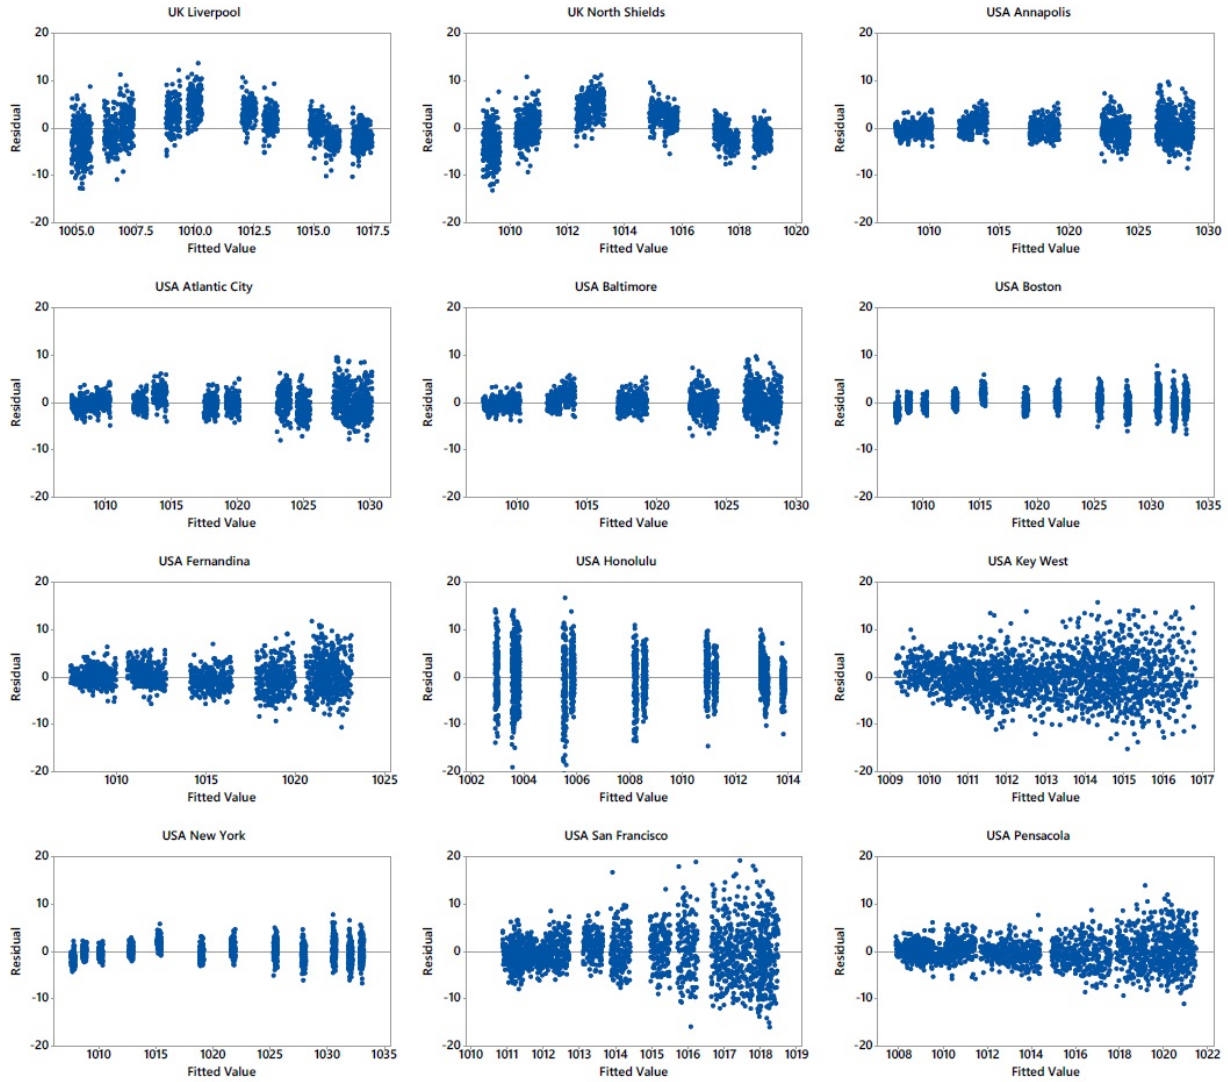 UK Liverpool
20
10
0
-10
-20
Residual
1005.0 1007.5 1010.0 1012.5 1015.0 1017.5
Fitted Value
UK North Shields
20
10
0
-10
-20
Residual
1010 1012 1014 1016 1018 1020
Fitted Value
USA Annapolis
20
10
0
-10
-20
Residual
1010 1015 1020 1025 1030
Fitted Value
USA Atlantic City
20
10
0
-10
-20
Residual
1010 1015 1020 1025 1030
Fitted Value
USA Baltimore
20
10
0
-10
-20
Residual
1010 1015 1020 1025 1030
Fitted Value
USA Boston
20
10
0
-10
-20
Residual
1010 1015 1020 1025 1030 1035
Fitted Value
USA Fernandina
20
10
0
-10
-20
Residual
1010 1015 1020 1025
Fitted Value
USA Honolulu
20
10
0
-10
-20
Residual
1002 1004 1006 1008 1010 1012 1014
Fitted Value
USA Key West
20
10
0
-10
-20
Residual
1009 1010 1011 1012 1013 1014 1015 1016 1017
Fitted Value
USA New York
20
10
0
-10
-20
Residual
1010 1015 1020 1025 1030 1035
Fitted Value
USA San Francisco
20
10
0
-10
-20
Residual
1010 1011 1012 1013 1014 1015 1016 1017 1018 1019
Fitted Value
USA Pensacola
20
10
0
-10
-20
Residual
1008 1010 1012 1014 1016 1018 1020 1022
Fitted Value